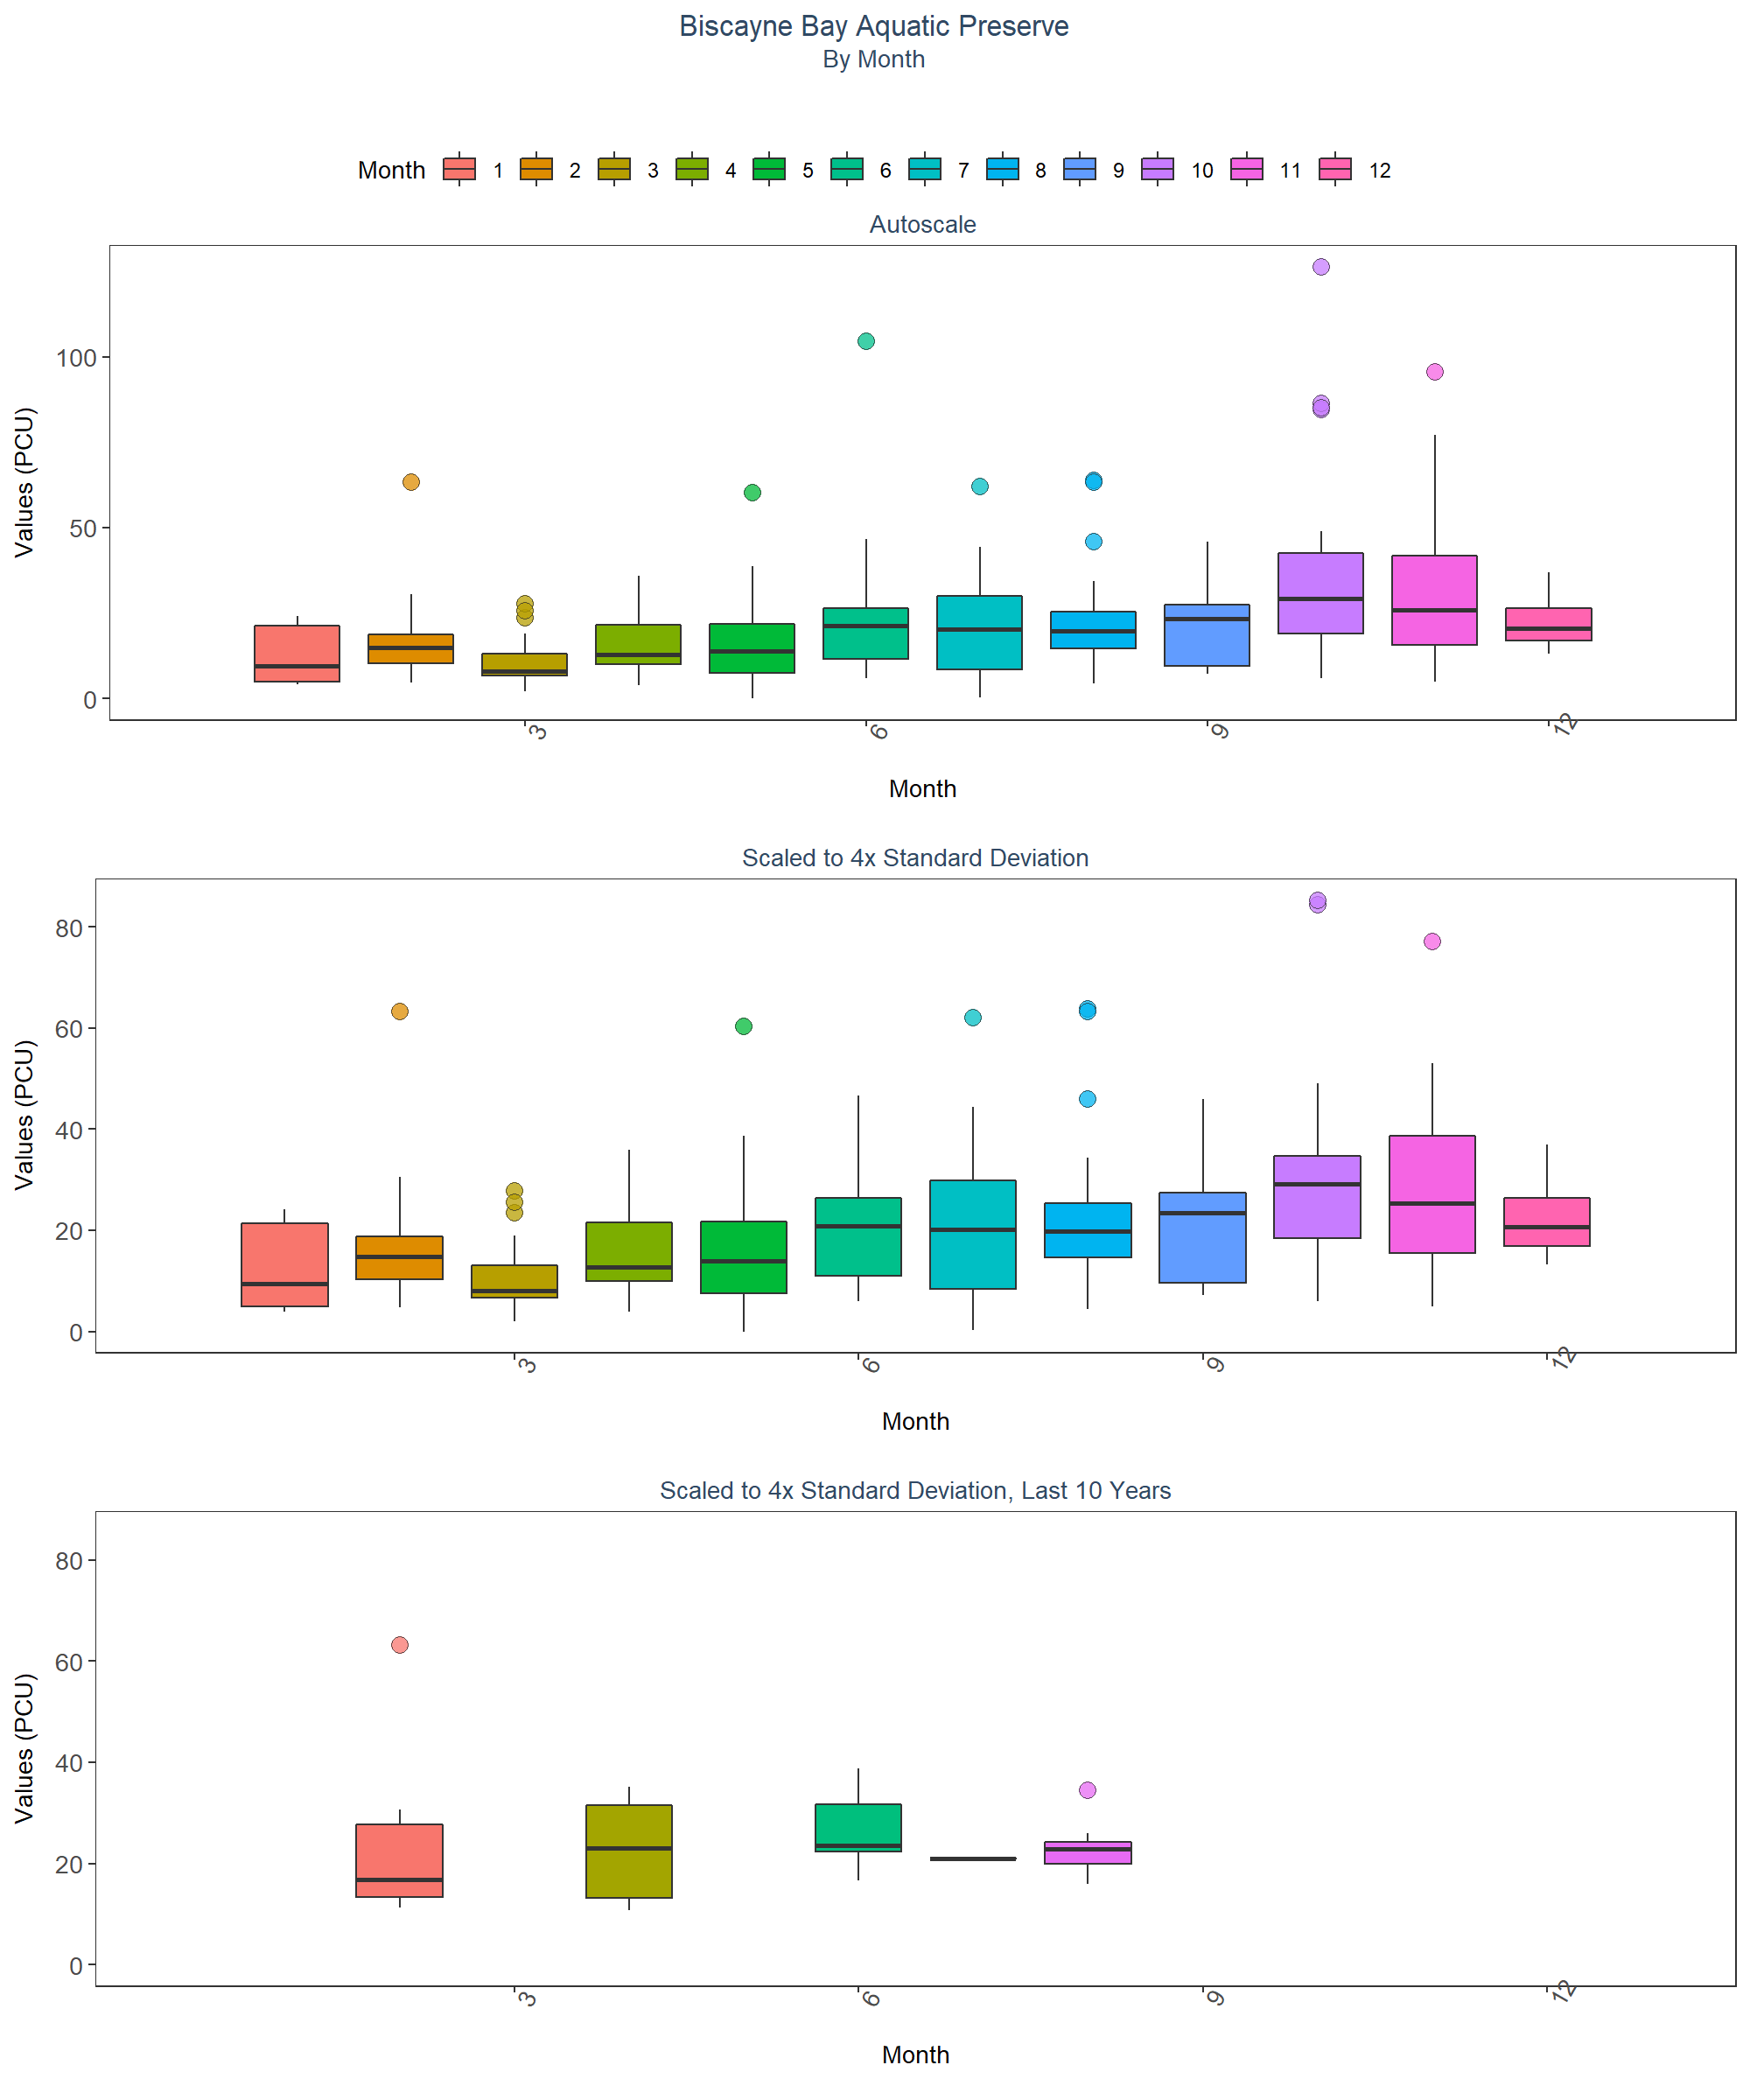 Biscayne Bay Aquatic Preserve
By Month
Month 1 2 3 4 5 6 7 8 9 10 11 12
Autoscale
Values (PCU)
100
50
0
3 6 9 12
Month
Scaled to 4x Standard Deviation
Values (PCU)
80
60
40
20
0
3 6 9 12
Month
Scaled to 4x Standard Deviation, Last 10 Years
Values (PCU)
80
60
40
20
0
3 6 9 12
Month